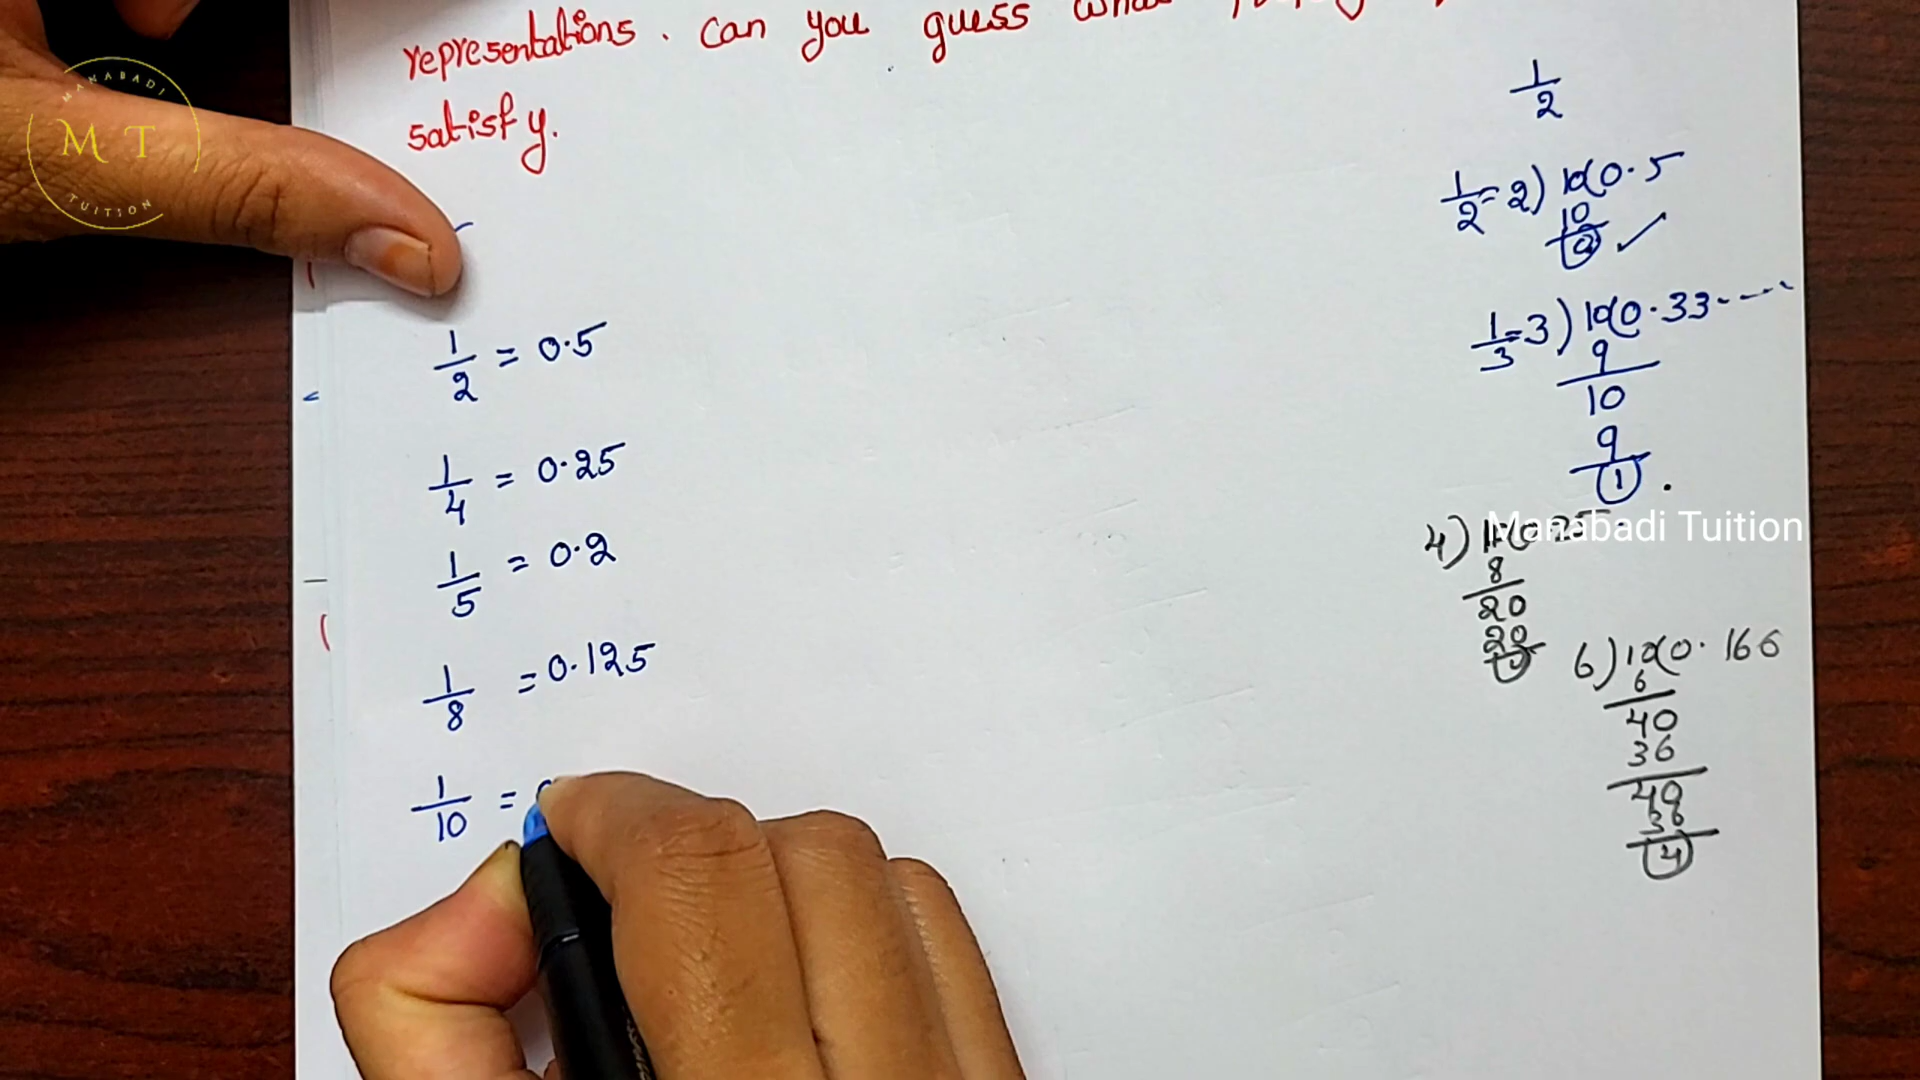 representations. Can you guess
satisfy.
MANABADI
M T
TUITION
1/2 = 0.5
1/4 = 0.25
1/5 = 0.2
1/8 = 0.125
1/10 =
1/2
1/2 = 2) 10(0.5
10
0 ✓
1/3 = 3) 10(0.33----
9
10
9
1 .
4) 10(0.25
Manabadi Tuition
8
20
20
0
6) 10(0.166
6
40
36
40
36
4